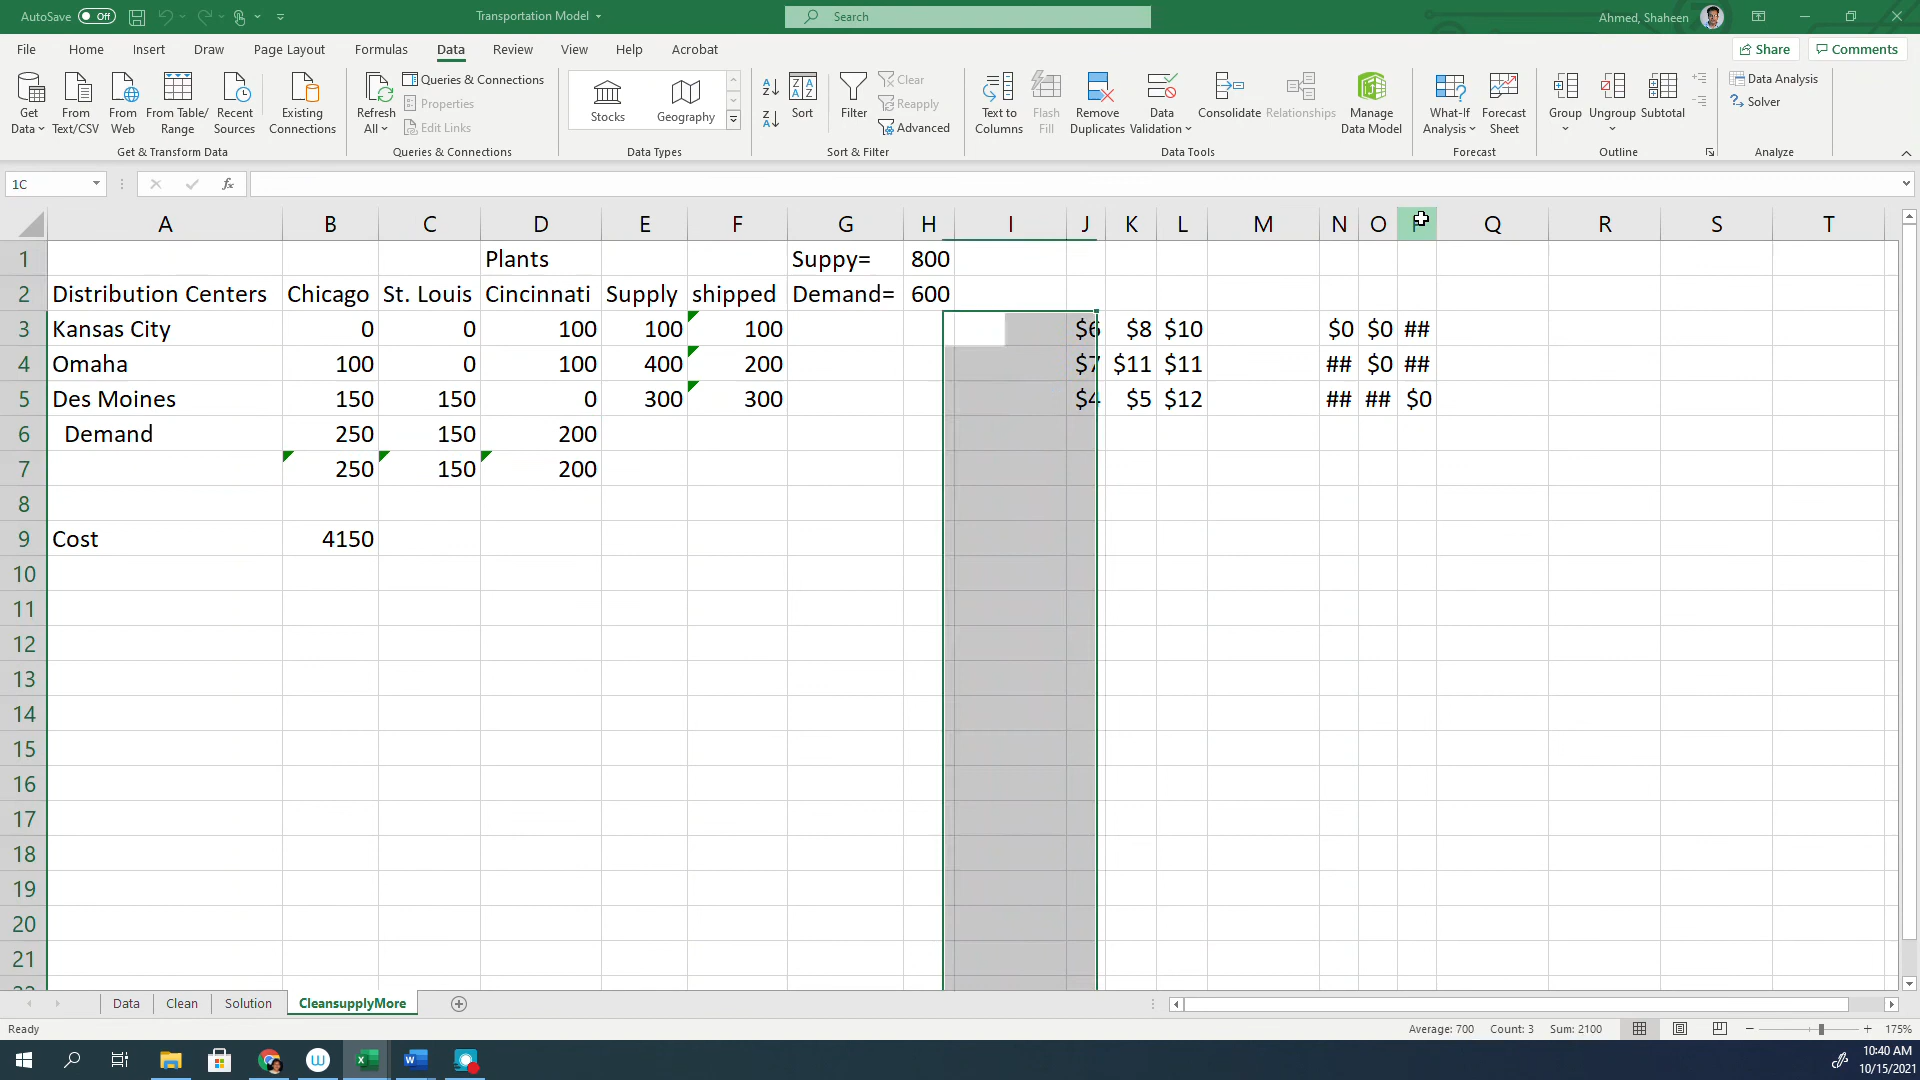 AutoSave Off
Transportation Model
Search
Ahmed, Shaheen
File Home Insert Draw Page Layout Formulas Data Review View Help Acrobat
Share Comments
Get Data
From Text/CSV
From Web
From Table/ Range
Recent Sources
Existing Connections
Refresh All
Queries & Connections
Properties
Edit Links
Stocks
Geography
Sort
Filter
Clear
Reapply
Advanced
Text to Columns
Flash Fill
Remove Duplicates
Data Validation
Consolidate
Relationships
Manage Data Model
What-If Analysis
Forecast Sheet
Group
Ungroup
Subtotal
Data Analysis
Solver
Get & Transform Data
Queries & Connections
Data Types
Sort & Filter
Data Tools
Forecast
Outline
Analyze
1C
fx
A B C D E F G H I J K L M N O P Q R S T
1 Plants Suppy= 800
2 Distribution Centers Chicago St. Louis Cincinnati Supply shipped Demand= 600
3 Kansas City 0 0 100 100 100 $6 $8 $10 $0 $0 ##
4 Omaha 100 0 100 400 200 $7 $11 $11 ## $0 ##
5 Des Moines 150 150 0 300 300 $4 $5 $12 ## ## $0
6 Demand 250 150 200
7 250 150 200
8
9 Cost 4150
10
11
12
13
14
15
16
17
18
19
20
21
Data Clean Solution CleansupplyMore
Ready
Average: 700 Count: 3 Sum: 2100
175%
10:40 AM
10/15/2021